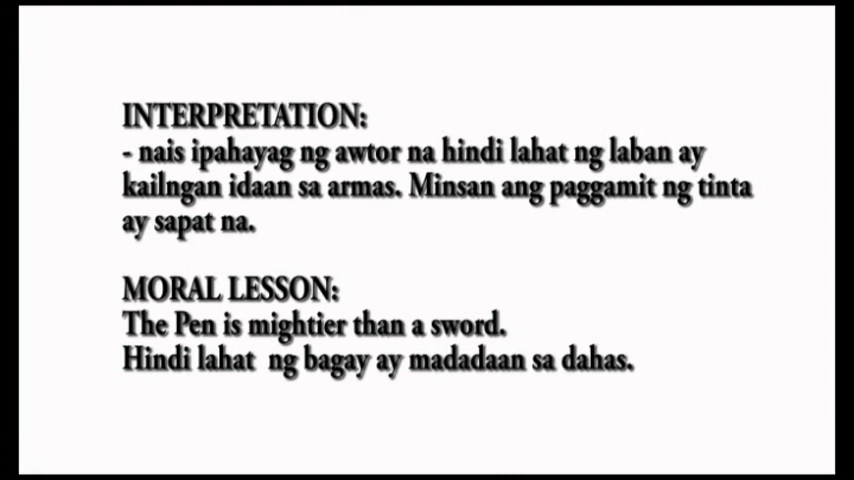 INTERPRETATION:
- nais ipahayag ng awtor na hindi lahat ng laban ay
kailngan idaan sa armas. Minsan ang paggamit ng tinta
ay sapat na.
MORAL LESSON:
The Pen is mightier than a sword.
Hindi lahat ng bagay ay madadaan sa dahas.